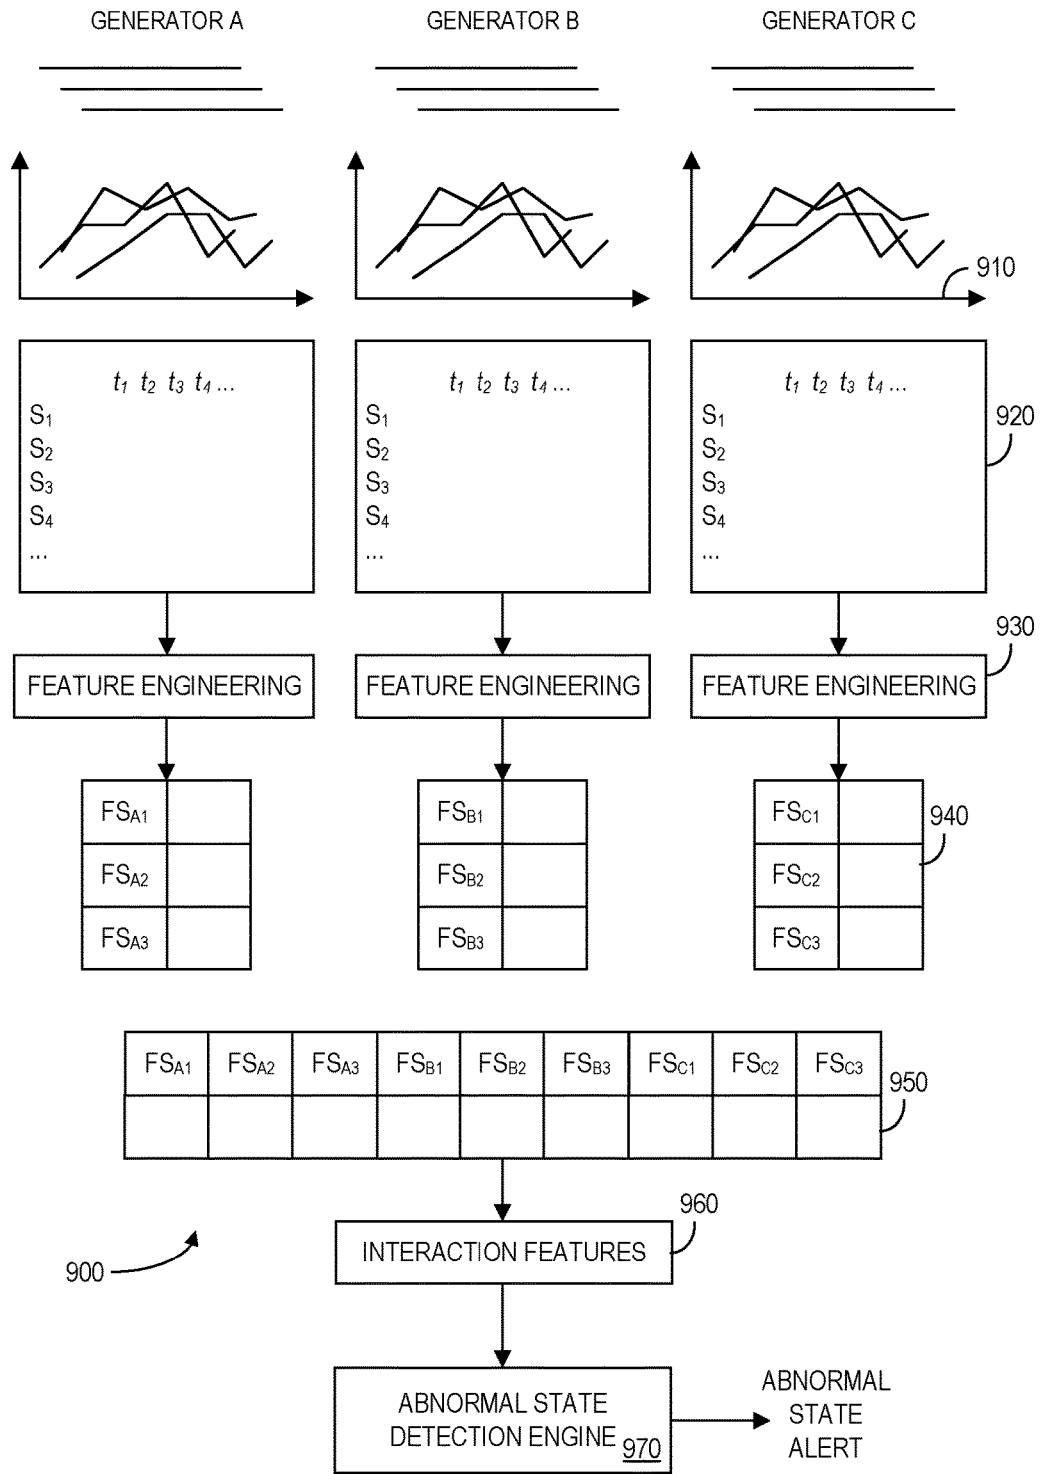 GENERATOR A GENERATOR B GENERATOR C
910
t1 t2 t3 t4 ... t1 t2 t3 t4 ... t1 t2 t3 t4 ...
S1 S1 S1 920
S2 S2 S2
S3 S3 S3
S4 S4 S4
... ... ...
930
FEATURE ENGINEERING FEATURE ENGINEERING FEATURE ENGINEERING
FSA1 FSB1 FSC1 940
FSA2 FSB2 FSC2
FSA3 FSB3 FSC3
FSA1 FSA2 FSA3 FSB1 FSB2 FSB3 FSC1 FSC2 FSC3
950
960
INTERACTION FEATURES
900
ABNORMAL STATE
DETECTION ENGINE 970
ABNORMAL
STATE
ALERT